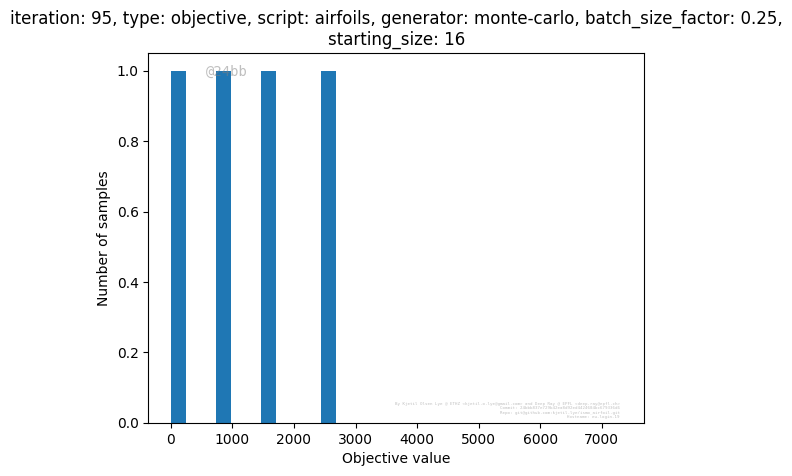 iteration: 95, type: objective, script: airfoils, generator: monte-carlo, batch_size_factor: 0.25,
starting_size: 16
1.0
0.8
0.6
0.4
0.2
0.0
Number of samples
0 1000 2000 3000 4000 5000 6000 7000
Objective value